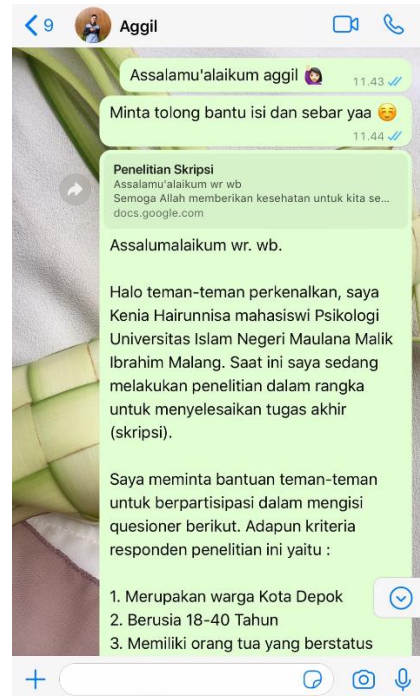 9 Aggil
Assalamu'alaikum aggil 🙋🏻‍♀️ 11.43
Minta tolong bantu isi dan sebar yaa ☺️
11.44
Penelitian Skripsi
Assalamu'alaikum wr wb
Semoga Allah memberikan kesehatan untuk kita se...
docs.google.com
Assalumalaikum wr. wb.
Halo teman-teman perkenalkan, saya
Kenia Hairunnisa mahasiswi Psikologi
Universitas Islam Negeri Maulana Malik
Ibrahim Malang. Saat ini saya sedang
melakukan penelitian dalam rangka
untuk menyelesaikan tugas akhir
(skripsi).
Saya meminta bantuan teman-teman
untuk berpartisipasi dalam mengisi
quesioner berikut. Adapun kriteria
responden penelitian ini yaitu :
1. Merupakan warga Kota Depok
2. Berusia 18-40 Tahun
3. Memiliki orang tua yang berstatus